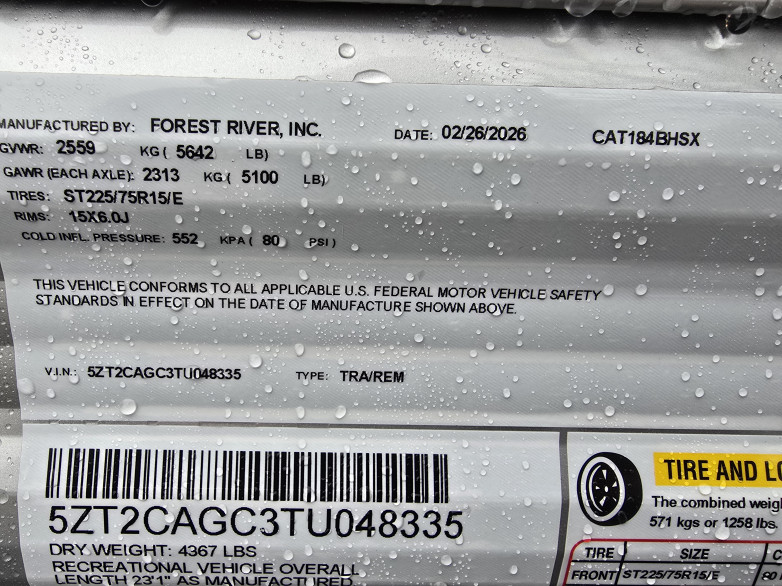 MANUFACTURED BY: FOREST RIVER, INC. DATE: 02/26/2026 CAT184BHSX
GVWR: 2559 KG ( 5642 LB)
GAWR (EACH AXLE): 2313 KG ( 5100 LB)
TIRES: ST225/75R15/E
RIMS: 15X6.0J
COLD INFL. PRESSURE: 552 KPA ( 80 PSI )
THIS VEHICLE CONFORMS TO ALL APPLICABLE U.S. FEDERAL MOTOR VEHICLE SAFETY
STANDARDS IN EFFECT ON THE DATE OF MANUFACTURE SHOWN ABOVE.
V.I.N.: 5ZT2CAGC3TU048335 TYPE: TRA/REM
5ZT2CAGC3TU048335
DRY WEIGHT: 4367 LBS
RECREATIONAL VEHICLE OVERALL
LENGTH 23'1" AS MANUFACTURED
TIRE AND
The combined
571 kgs or 1258 lbs.
TIRE SIZE
FRONT ST225/75R15/E